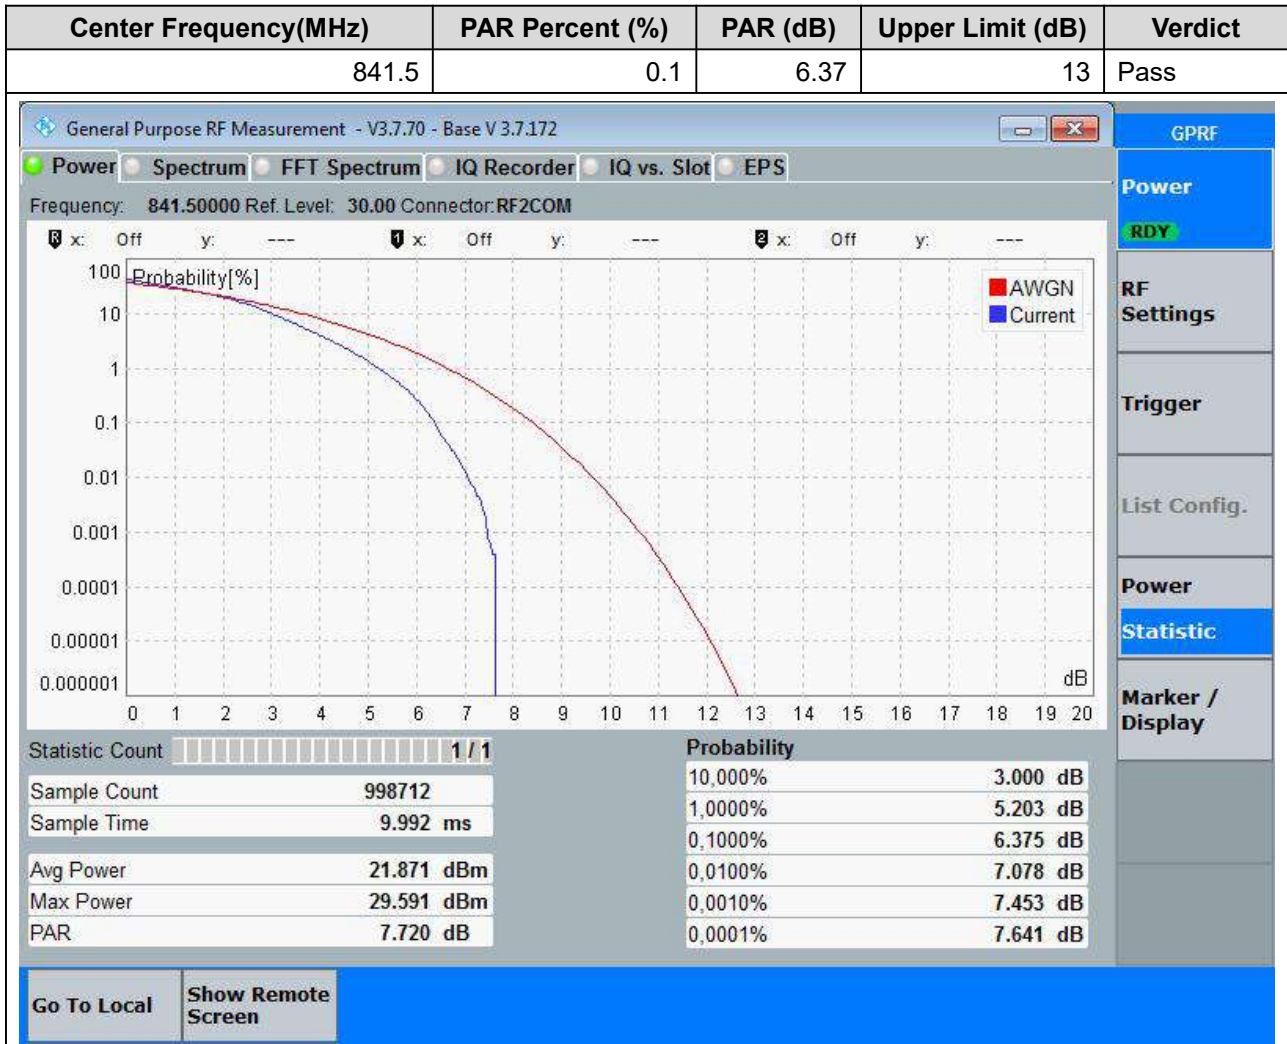 Center Frequency(MHz) PAR Percent (%) PAR (dB) Upper Limit (dB) Verdict
841.5 0.1 6.37 13 Pass
General Purpose RF Measurement - V3.7.70 - Base V 3.7.172
GPRF
Power Spectrum FFT Spectrum IQ Recorder IQ vs. Slot EPS
Frequency: 841.50000 Ref. Level: 30.00 Connector:RF2COM
R x: Off y: --- 1 x: Off y: --- 2 x: Off y: ---
Probability[%]
AWGN
Current
100
10
1
0.1
0.01
0.001
0.0001
0.00001
0.000001
dB
0 1 2 3 4 5 6 7 8 9 10 11 12 13 14 15 16 17 18 19 20
Statistic Count 1 / 1
Sample Count 998712
Sample Time 9.992 ms
Avg Power 21.871 dBm
Max Power 29.591 dBm
PAR 7.720 dB
Probability
10,000% 3.000 dB
1,0000% 5.203 dB
0,1000% 6.375 dB
0,0100% 7.078 dB
0,0010% 7.453 dB
0,0001% 7.641 dB
Power
RDY
RF
Settings
Trigger
List Config.
Power
Statistic
Marker /
Display
Go To Local
Show Remote
Screen